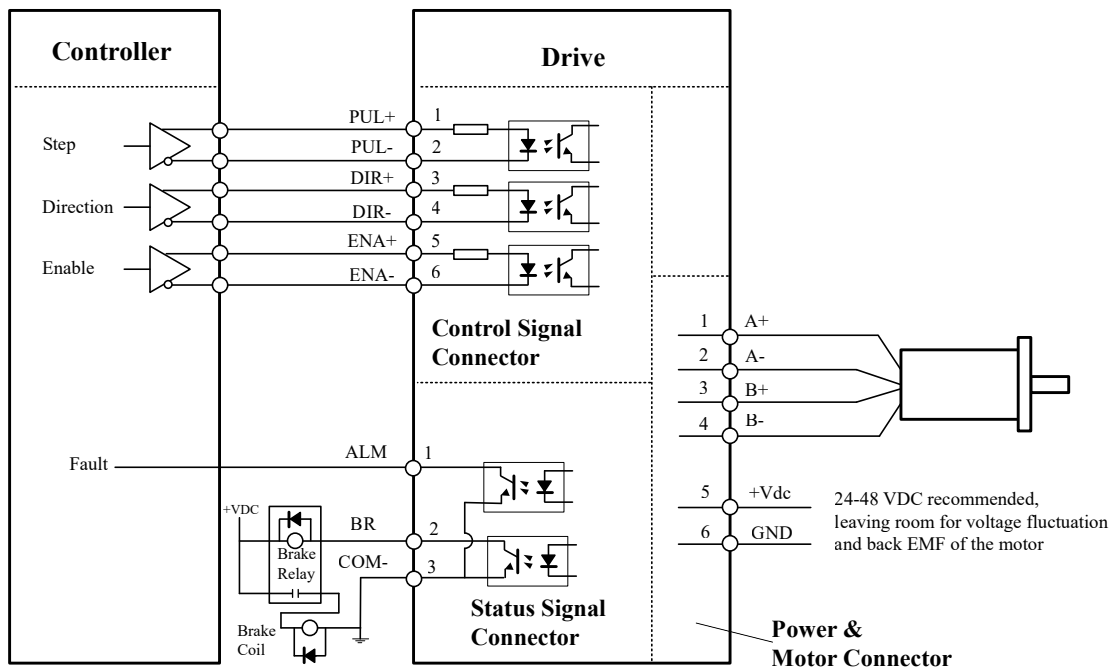 Controller
Drive
Step
Direction
Enable
PUL+
PUL-
DIR+
DIR-
ENA+
ENA-
1
2
3
4
5
6
Control Signal
Connector
1
2
3
4
A+
A-
B+
B-
5
6
+Vdc
GND
24-48 VDC recommended,
leaving room for voltage fluctuation
and back EMF of the motor
Fault
ALM
1
+VDC
BR
2
Brake
Relay
COM-
3
Brake
Coil
Status Signal
Connector
Power &
Motor Connector